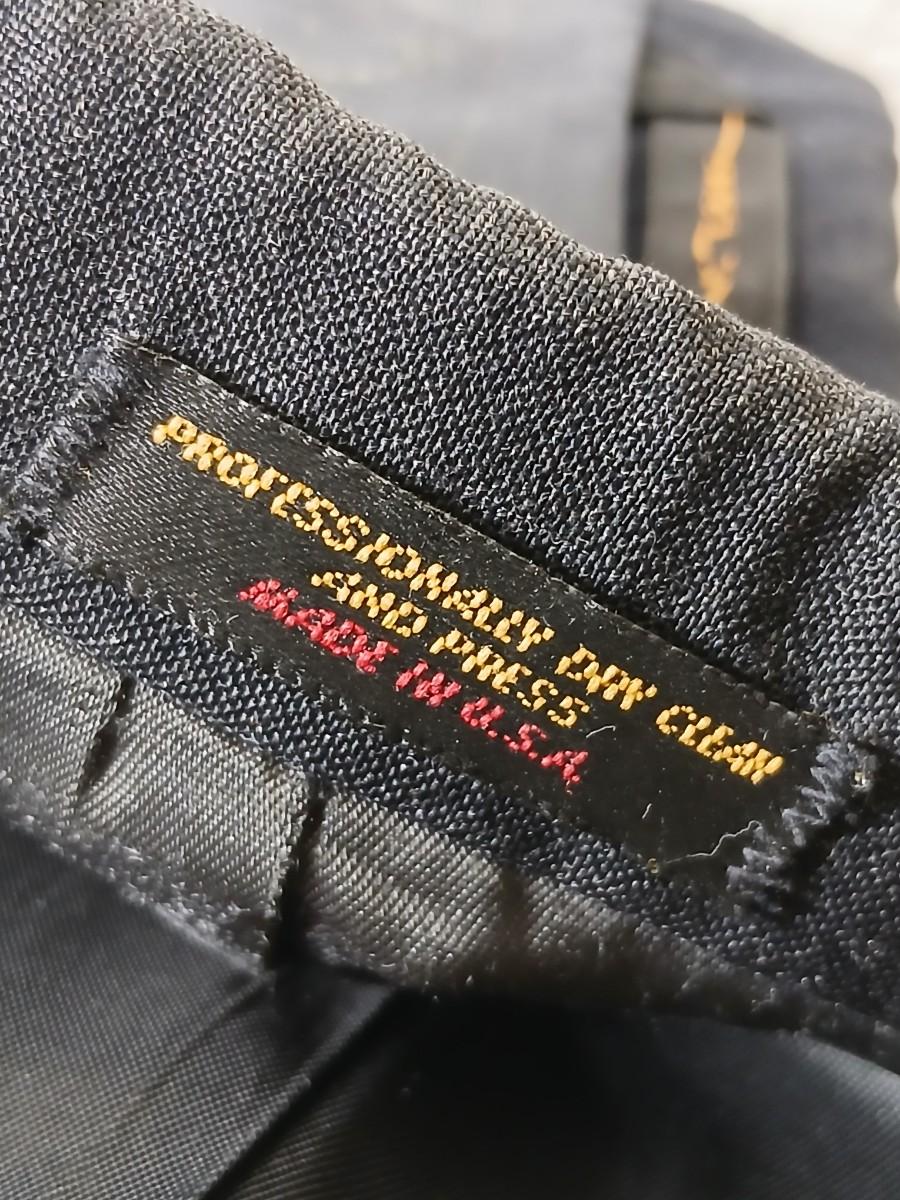 PROFESSIONALLY DRY CLEAN
AND PRESS
MADE IN U.S.A